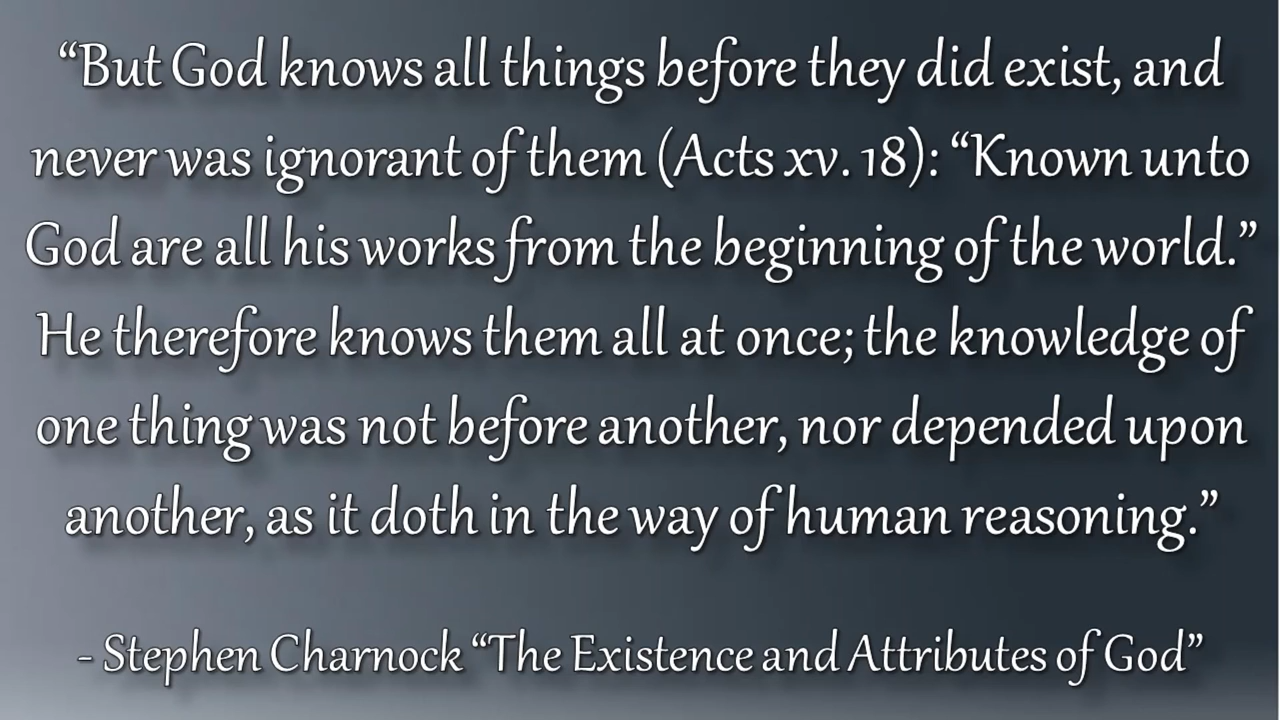 “But God knows all things before they did exist, and
never was ignorant of them (Acts xv. 18): “Known unto
God are all his works from the beginning of the world.”
He therefore knows them all at once; the knowledge of
one thing was not before another, nor depended upon
another, as it doth in the way of human reasoning.”
- Stephen Charnock “The Existence and Attributes of God”